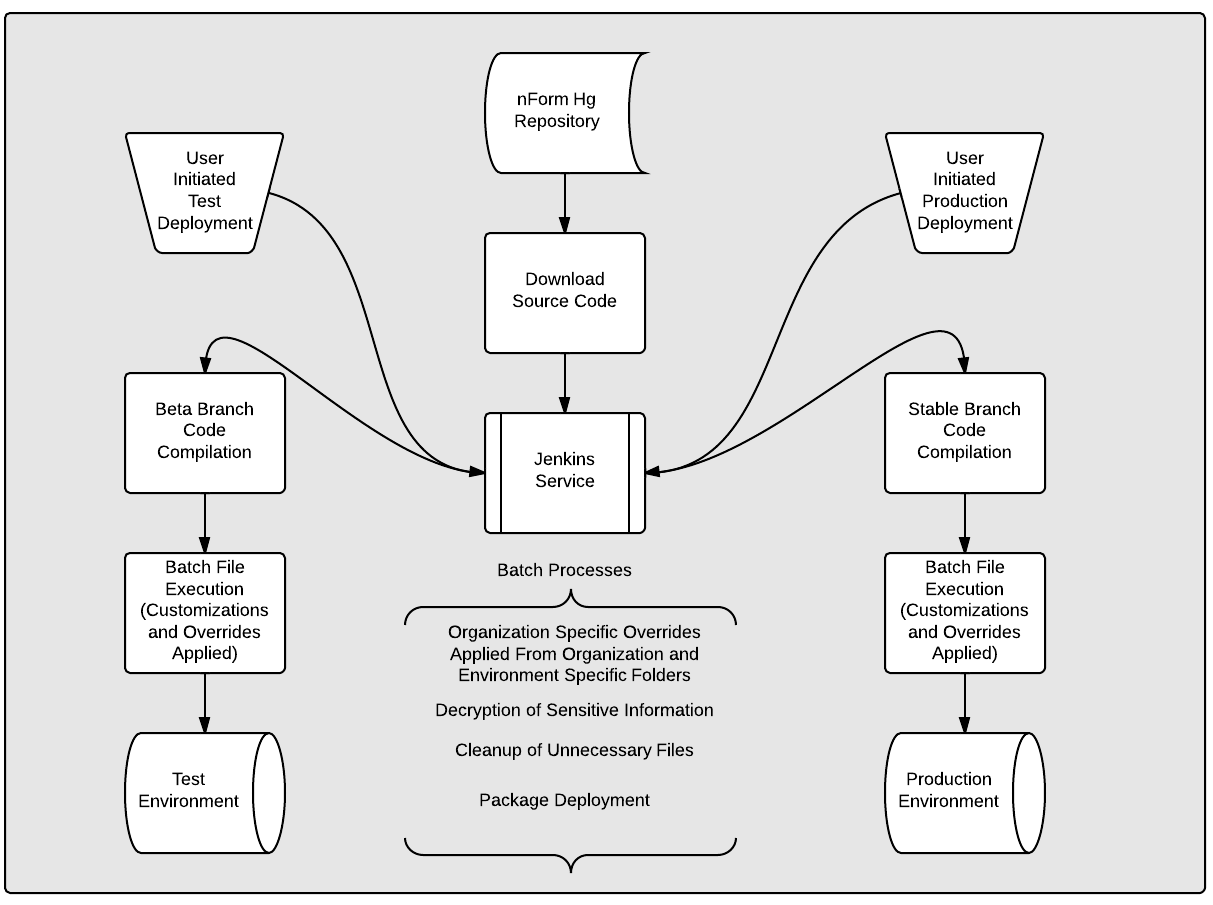 nForm Hg
Repository
User
Initiated
Test
Deployment
User
Initiated
Production
Deployment
Download
Source Code
Beta Branch
Code
Compilation
Jenkins
Service
Stable Branch
Code
Compilation
Batch File
Execution
(Customizations
and Overrides
Applied)
Batch Processes
Organization Specific Overrides
Applied From Organization and
Environment Specific Folders
Decryption of Sensitive Information
Cleanup of Unnecessary Files
Package Deployment
Batch File
Execution
(Customizations
and Overrides
Applied)
Test
Environment
Production
Environment